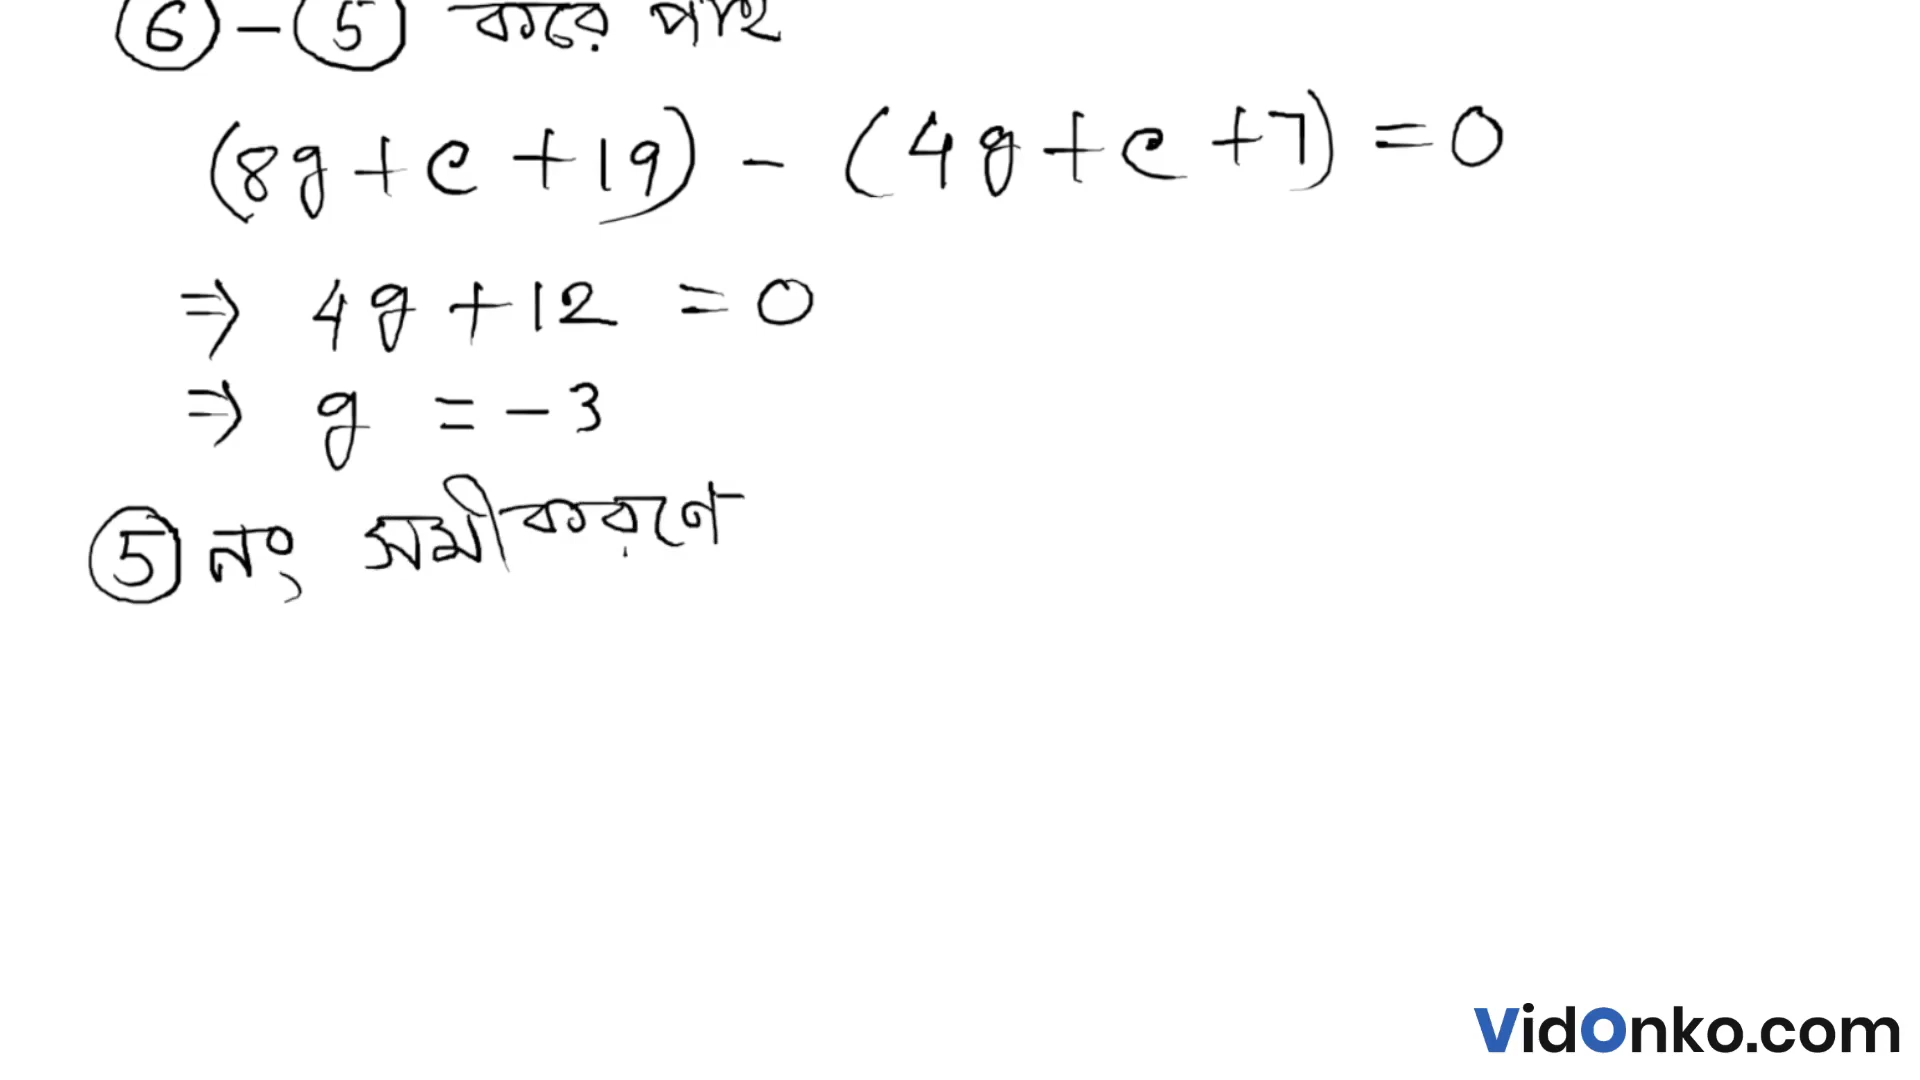 ⑥ - ⑤ করে পাই
(8g + c + 19) - (4g + c + 7) = 0
⇒ 4g + 12 = 0
⇒ g = -3
⑤ নং সমীকরণে
VidOnko.com